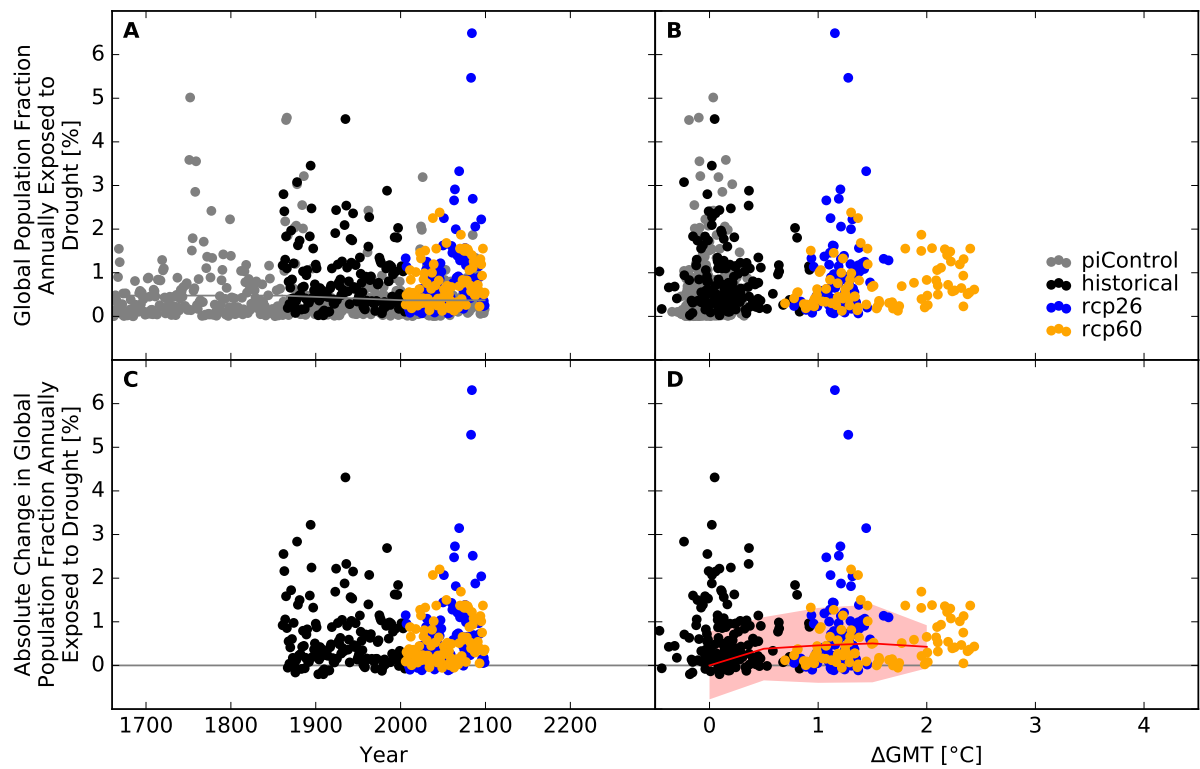 A
B
Global Population Fraction
Annually Exposed to
Drought [%]
6
5
4
3
2
1
0
piControl
historical
rcp26
rcp60
C
D
Absolute Change in Global
Population Fraction Annually
Exposed to Drought [%]
6
5
4
3
2
1
0
1700 1800 1900 2000 2100 2200
0 1 2 3 4
Year
ΔGMT [°C]